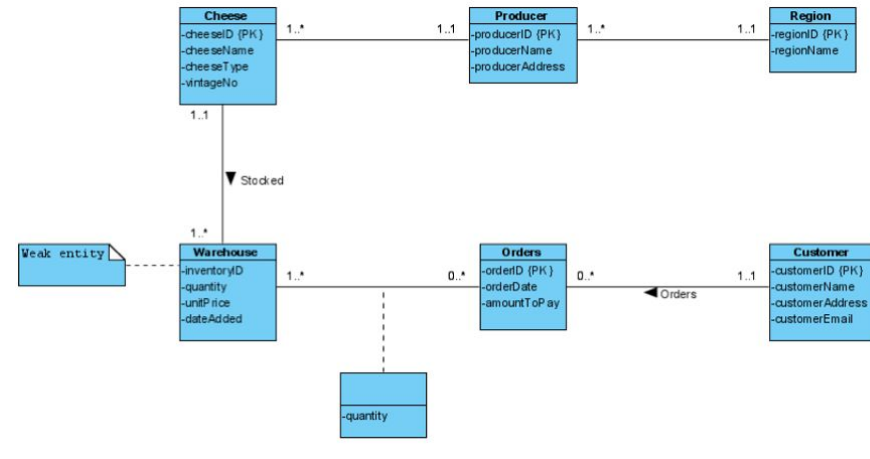 Cheese
-cheeseID {PK}
-cheeseName
-cheeseType
-vintageNo
1..*
1..1
Producer
-producerID {PK}
-producerName
-producerAddress
1..*
1..1
Region
-regionID {PK}
-regionName
1..1
Stocked
1..*
Weak entity
Warehouse
-inventoryID
-quantity
-unitPrice
-dateAdded
1..*
0..*
Orders
-orderID {PK}
-orderDate
-amountToPay
0..*
1..1
Orders
Customer
-customerID {PK}
-customerName
-customerAddress
-customerEmail
-quantity